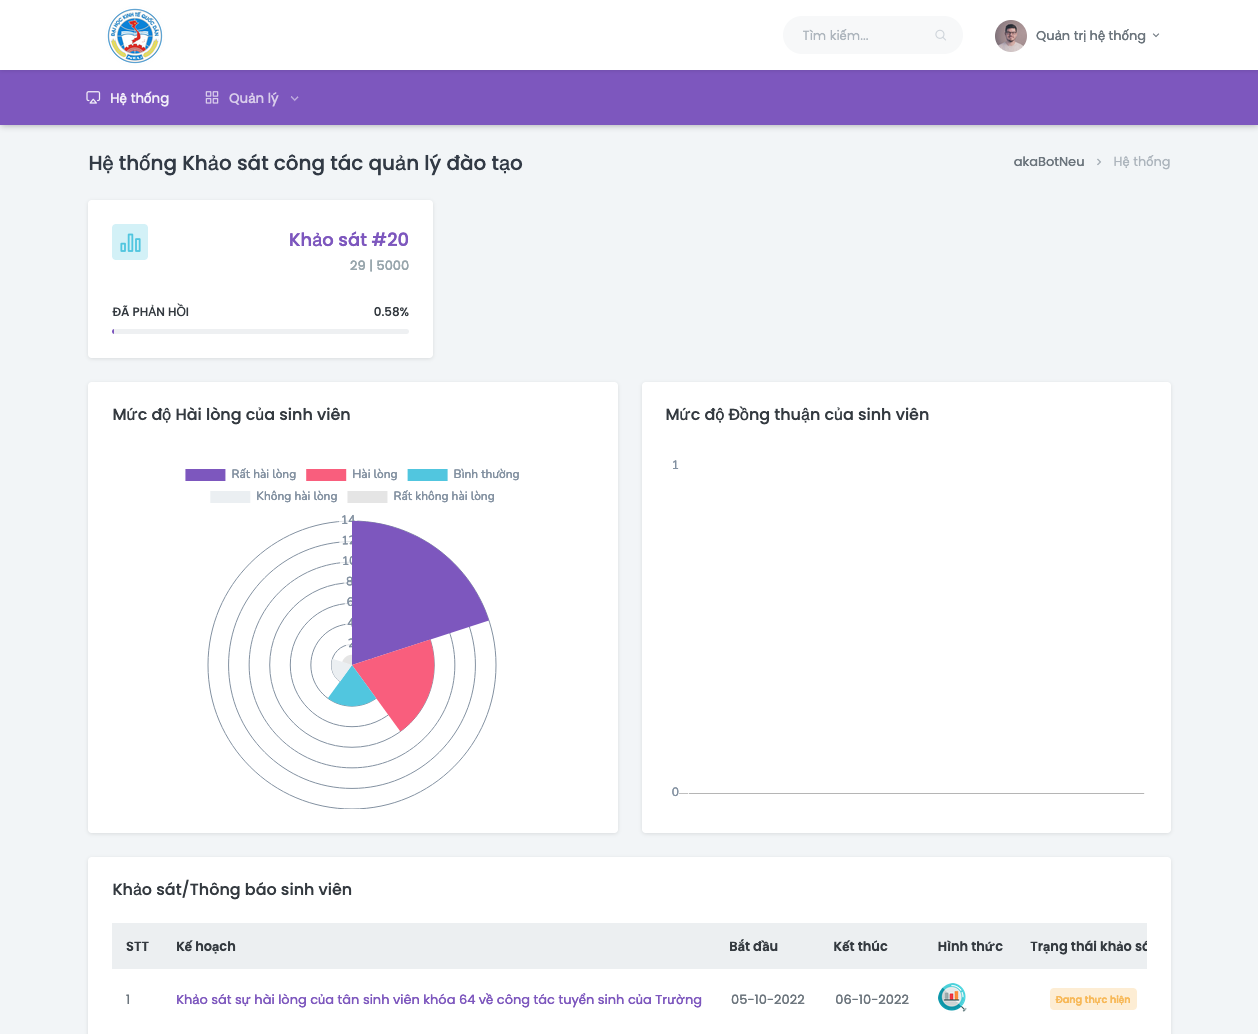 ĐẠI HỌC KINH TẾ QUỐC DÂN
Tìm kiếm...
Quản trị hệ thống
Hệ thống
Quản lý
Hệ thống Khảo sát công tác quản lý đào tạo
akaBotNeu > Hệ thống
Khảo sát #20
29 | 5000
ĐÃ PHẢN HỒI 0.58%
Mức độ Hài lòng của sinh viên
Rất hài lòng Hài lòng Bình thường
Không hài lòng Rất không hài lòng
14
12
10
8
6
4
2
Mức độ Đồng thuận của sinh viên
1
0
Khảo sát/Thông báo sinh viên
STT Kế hoạch Bắt đầu Kết thúc Hình thức Trạng thái khảo sá
1 Khảo sát sự hài lòng của tân sinh viên khóa 64 về công tác tuyển sinh của Trường 05-10-2022 06-10-2022 Đang thực hiện